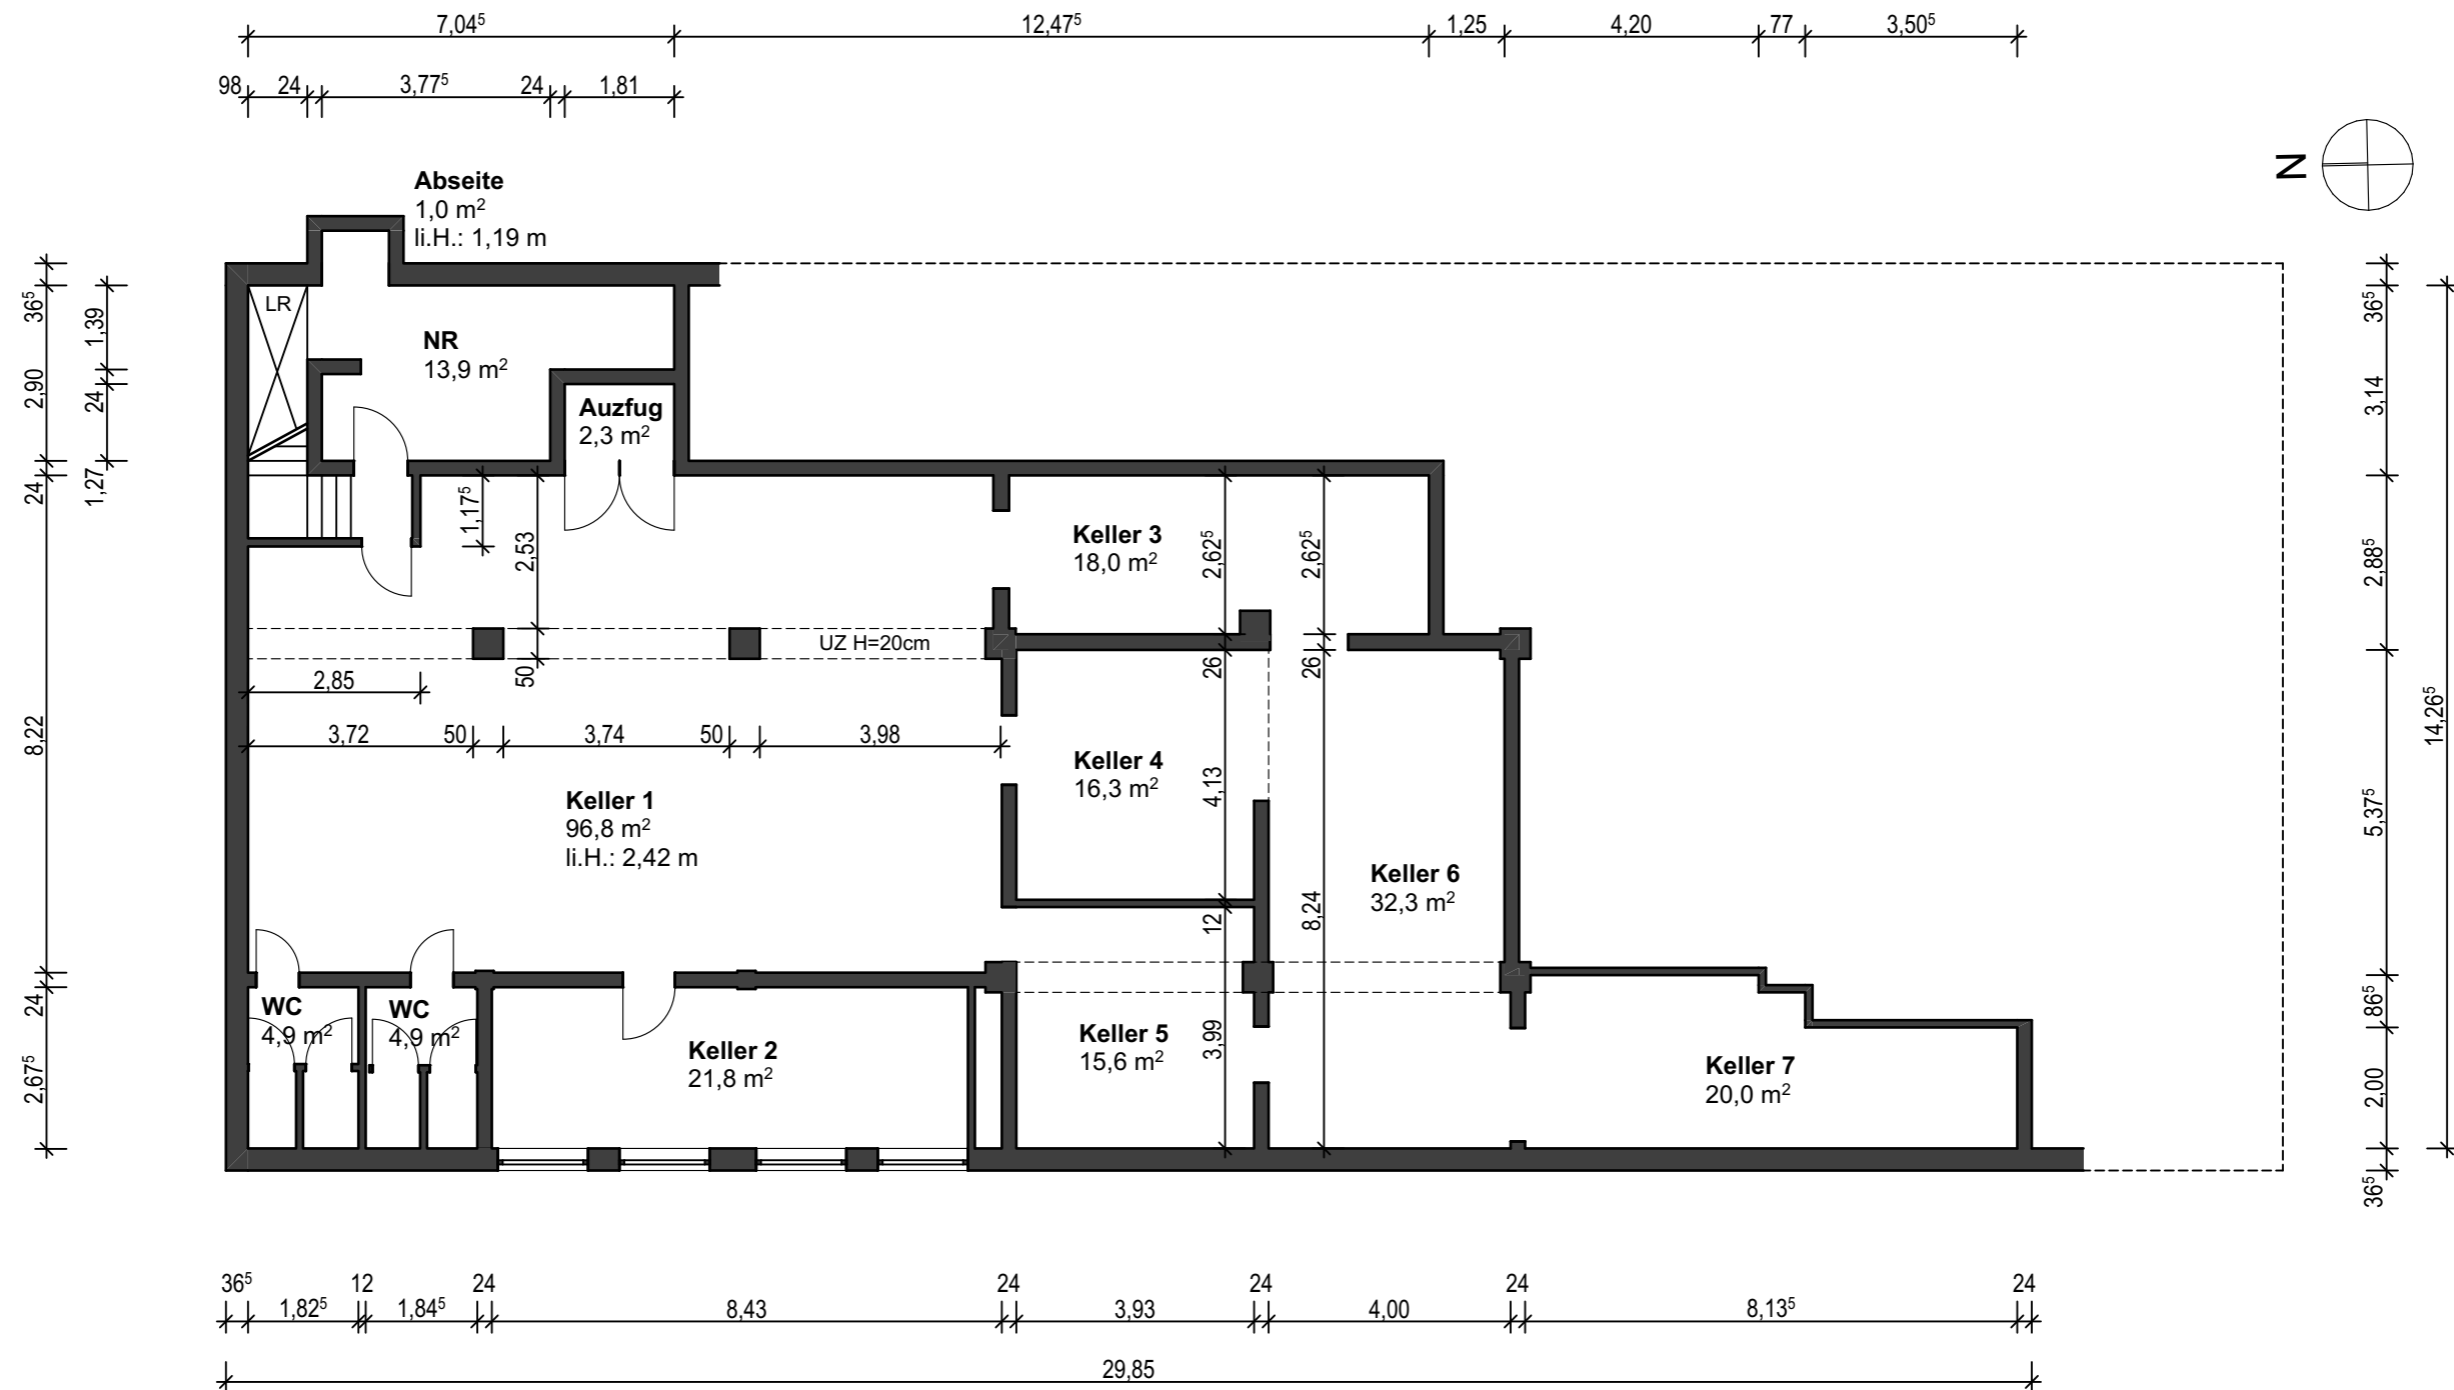 7,04⁵ 12,47⁵ 1,25 4,20 77 3,50⁵
98 24 3,77⁵ 24 1,81
N
Abseite
1,0 m²
li.H.: 1,19 m
LR
NR
13,9 m²
Auzfug
2,3 m²
36⁵
2,90
24
8,22
24
2,67⁵
1,39
24
1,27
1,17⁵
2,53
50
Keller 3
18,0 m²
2,62⁵
2,62⁵
UZ H=20cm
26
26
2,85
3,72 50 3,74 50 3,98
Keller 4
16,3 m²
4,13
Keller 1
96,8 m²
li.H.: 2,42 m
Keller 6
32,3 m²
8,24
12
WC
4,9 m²
WC
4,9 m²
Keller 2
21,8 m²
Keller 5
15,6 m²
3,99
Keller 7
20,0 m²
36⁵
3,14
2,88⁵
5,37⁵
86⁵
2,00
36⁵
14,26⁵
36⁵ 12 24 24 24 24 24
1,82⁵ 1,84⁵ 8,43 3,93 4,00 8,13⁵
29,85